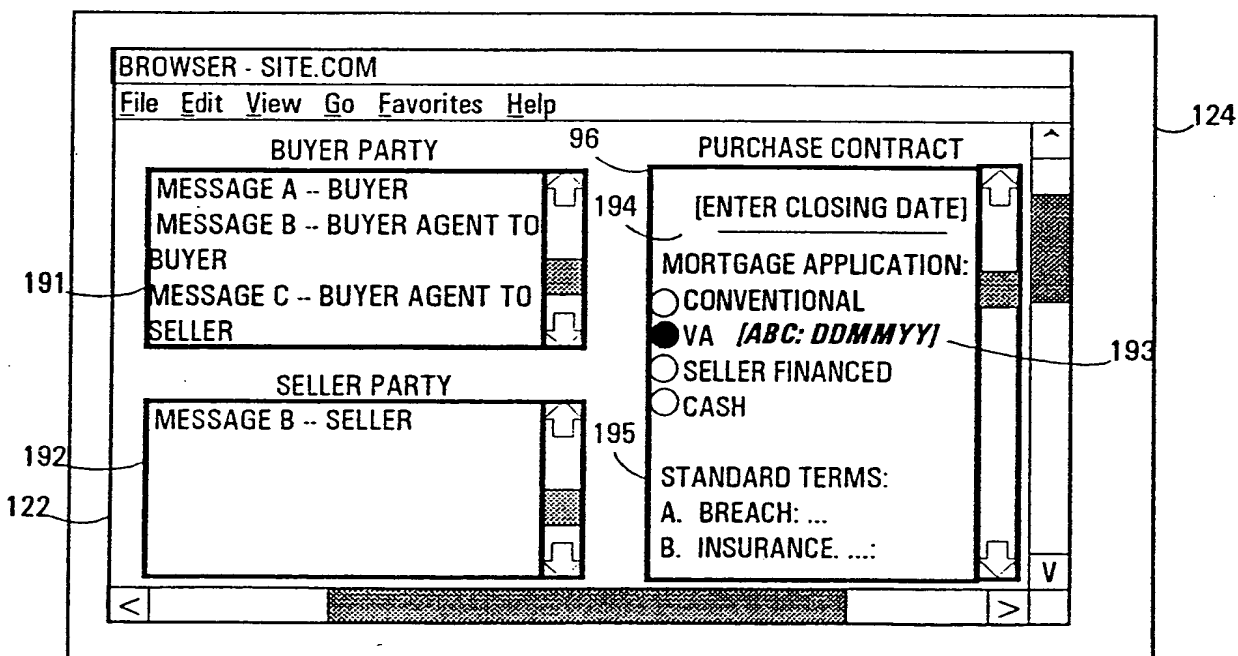 BROWSER - SITE.COM
File Edit View Go Favorites Help
124
BUYER PARTY
MESSAGE A -- BUYER
MESSAGE B -- BUYER AGENT TO
BUYER
MESSAGE C -- BUYER AGENT TO
SELLER
191
SELLER PARTY
MESSAGE B -- SELLER
192
122
96
PURCHASE CONTRACT
194
[ENTER CLOSING DATE]
MORTGAGE APPLICATION:
CONVENTIONAL
VA [ABC: DDMMYY]
193
SELLER FINANCED
CASH
195
STANDARD TERMS:
A. BREACH: ...
B. INSURANCE. ...:
^
V
<
>